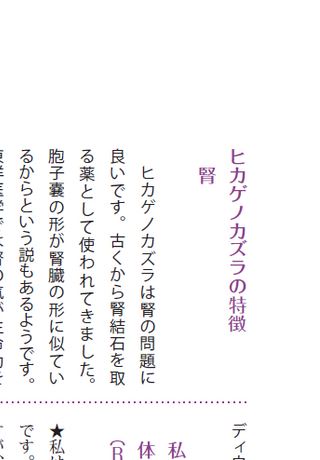 ヒカゲノカズラの特徴
腎
ヒカゲノカズラは腎の問題に
良いです。古くから腎結石を取
る薬として使われてきました。
胞子嚢の形が腎臓の形に似てい
るからという説もあるようです。
ディ
私
体
（R
★私は
です。